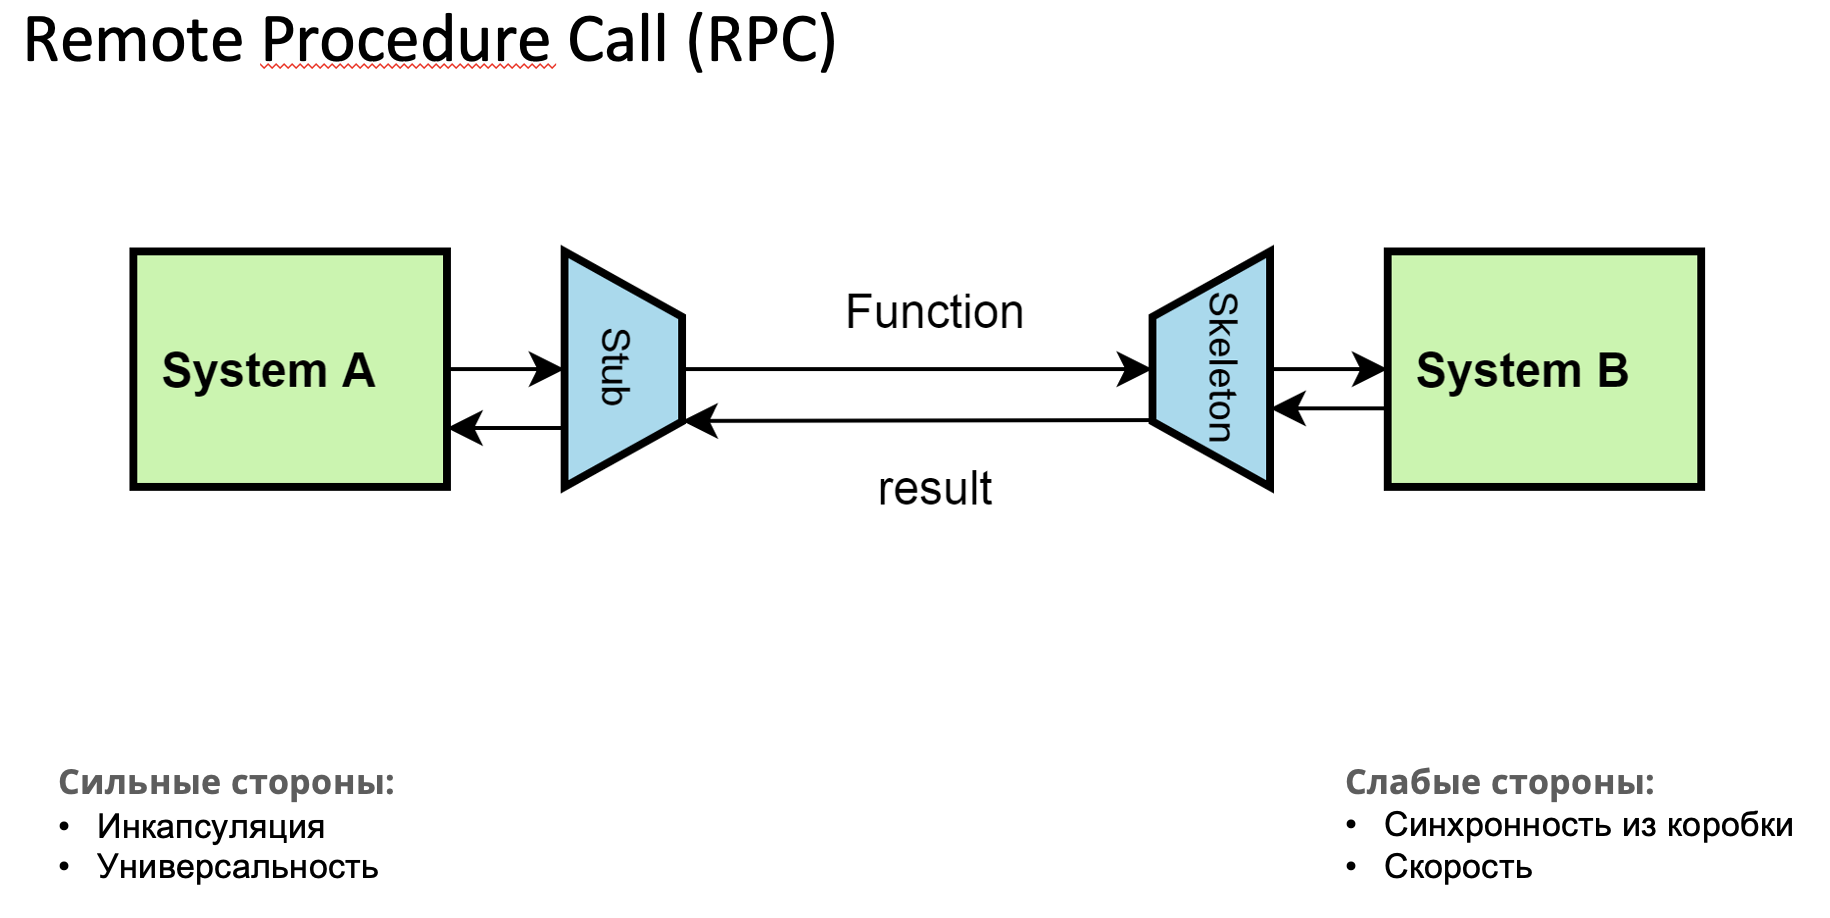 Remote Procedure Call (RPC)
System A
Stub
Function
result
Skeleton
System B
Сильные стороны:
• Инкапсуляция
• Универсальность
Слабые стороны:
• Синхронность из коробки
• Скорость